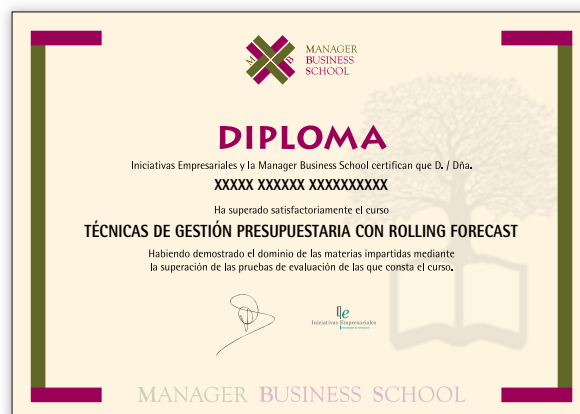 M B
MANAGER
BUSINESS
SCHOOL
DIPLOMA
Iniciativas Empresariales y la Manager Business School certifican que D. / Dña.
XXXXX XXXXXX XXXXXXXXXX
Ha superado satisfactoriamente el curso
TÉCNICAS DE GESTIÓN PRESUPUESTARIA CON ROLLING FORECAST
Habiendo demostrado el dominio de las materias impartidas mediante
la superación de las pruebas de evaluación de las que consta el curso.
Iniciativas Empresariales
MANAGER BUSINESS SCHOOL